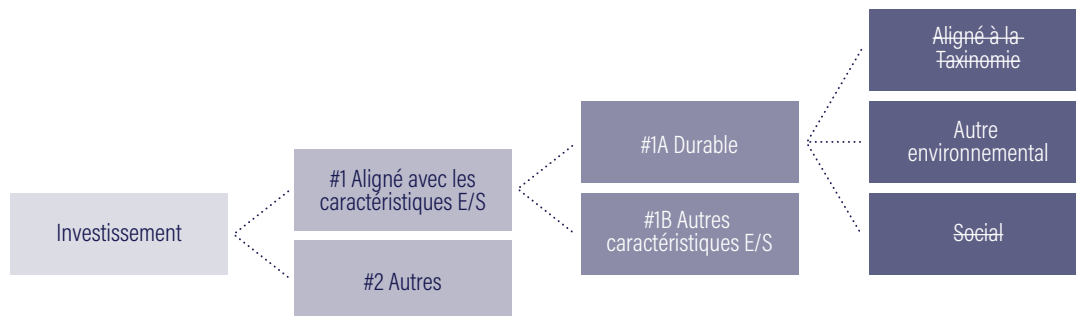 Investissement
#1 Aligné avec les
caractéristiques E/S
#2 Autres
#1A Durable
#1B Autres
caractéristiques E/S
Aligné à la
Taxinomie
Autre
environnemental
Social